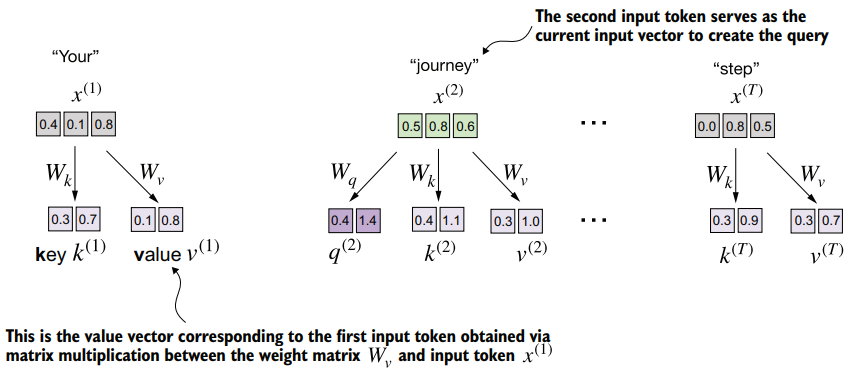 The second input token serves as the
current input vector to create the query
"Your"
"journey"
"step"
x^(1)
x^(2)
x^(T)
0.4 0.1 0.8
0.5 0.8 0.6
...
0.0 0.8 0.5
W_k W_v
W_q W_k W_v
W_k W_v
0.3 0.7
0.1 0.8
0.4 1.4
0.4 1.1
0.3 1.0
...
0.3 0.9
0.3 0.7
key k^(1)
value v^(1)
q^(2)
k^(2)
v^(2)
k^(T)
v^(T)
This is the value vector corresponding to the first input token obtained via
matrix multiplication between the weight matrix W_v and input token x^(1)